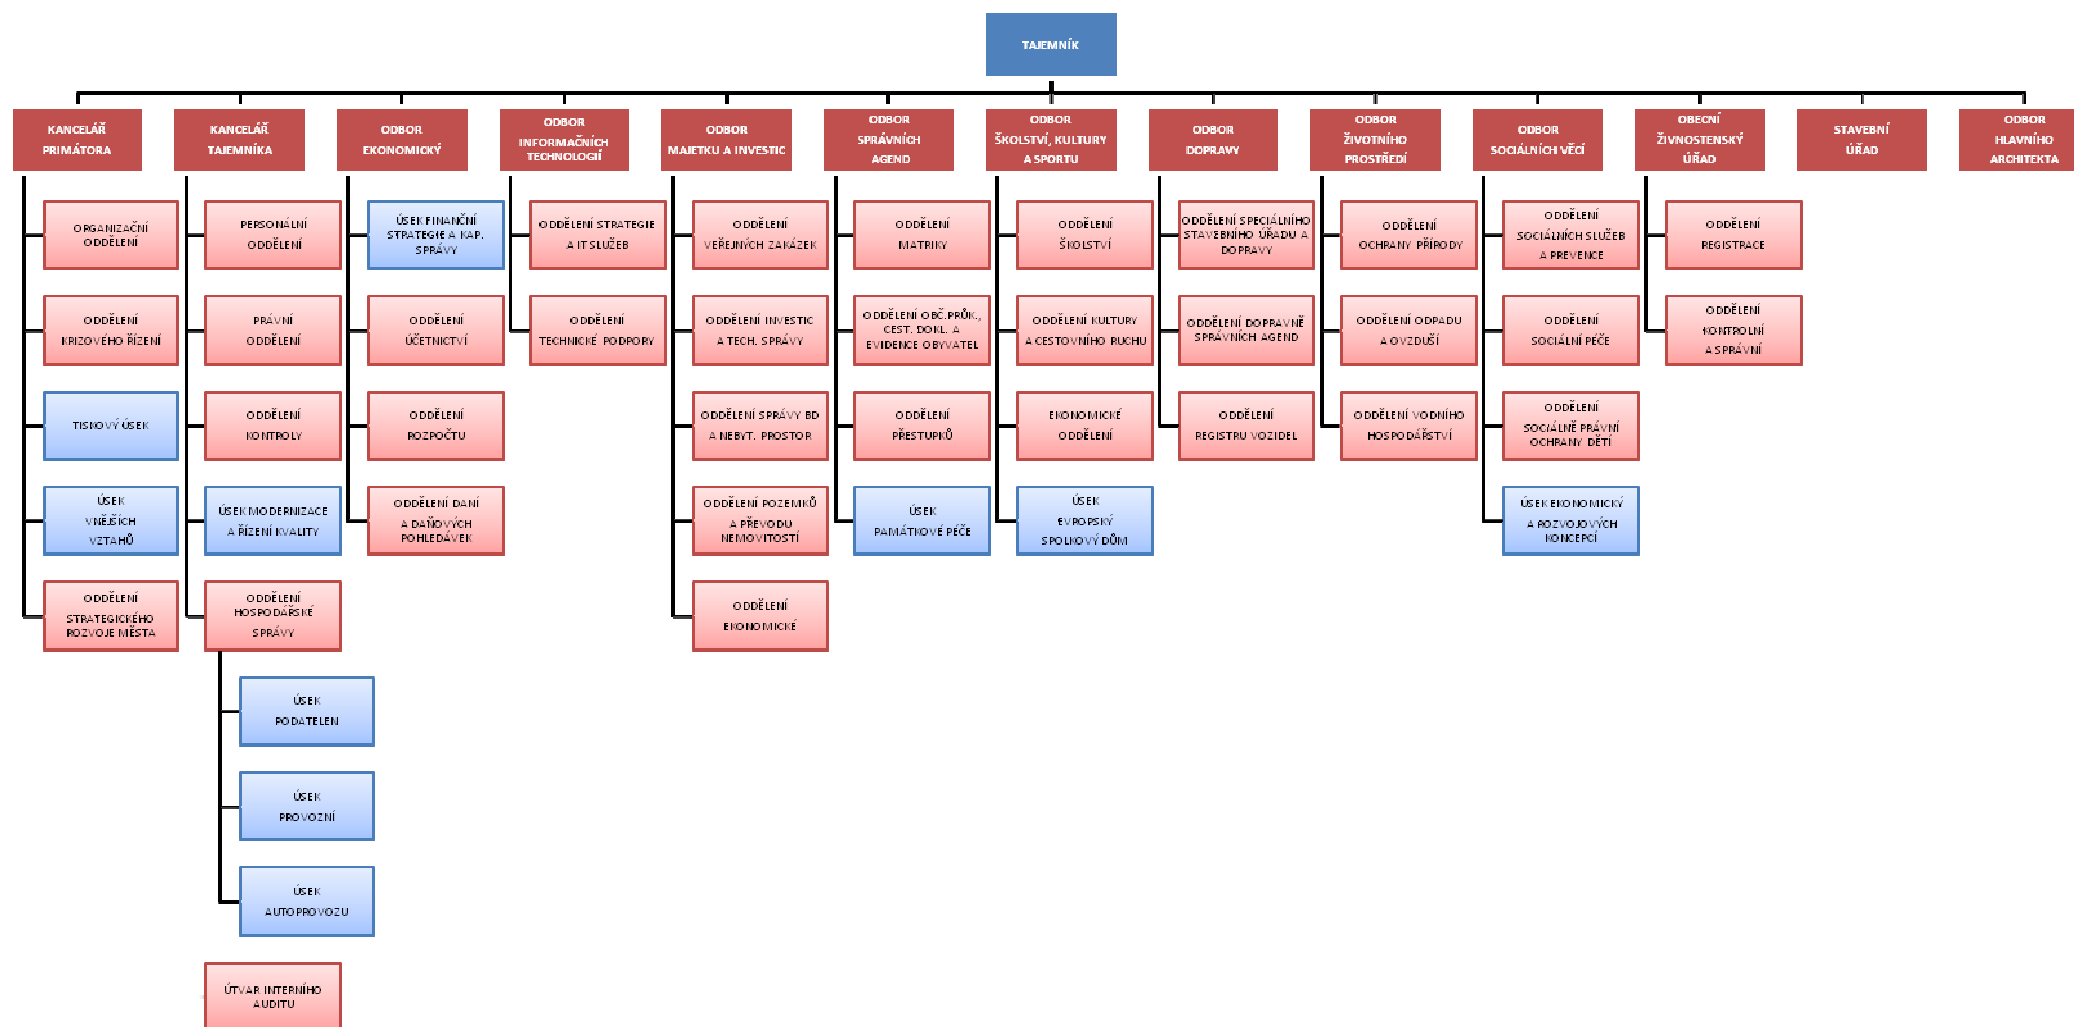 TAJEMNÍK
KANCELÁŘ
PRIMÁTORA
KANCELÁŘ
TAJEMNÍKA
ODBOR
EKONOMICKÝ
ODBOR
INFORMAČNÍCH
TECHNOLOGIÍ
ODBOR
MAJETKU A INVESTIC
ODBOR
SPRÁVNÍCH
AGEND
ODBOR
ŠKOLSTVÍ, KULTURY
A SPORTU
ODBOR
DOPRAVY
ODBOR
ŽIVOTNÍHO
PROSTŘEDÍ
ODBOR
SOCIÁLNÍCH VĚCÍ
OBECNÍ
ŽIVNOSTENSKÝ
ÚŘAD
STAVEBNÍ
ÚŘAD
ODBOR
HLAVNÍHO
ARCHITEKTA
ORGANIZAČNÍ
ODDĚLENÍ
ODDĚLENÍ
KRIZOVÉHO ŘÍZENÍ
TISKOVÝ ÚSEK
ÚSEK
VNĚJŠÍCH
VZTAHŮ
ODDĚLENÍ
STRATEGICKÉHO
ROZVOJE MĚSTA
PERSONÁLNÍ
ODDĚLENÍ
PRÁVNÍ
ODDĚLENÍ
ODDĚLENÍ
KONTROLY
ÚSEK MODERNIZACE
A ŘÍZENÍ KVALITY
ODDĚLENÍ
HOSPODÁŘSKÉ
SPRÁVY
ÚSEK
PODATELEN
ÚSEK
PROVOZNÍ
ÚSEK
AUTOPROVOZU
ÚTVAR INTERNÍHO
AUDITU
ÚSEK FINANČNÍ
STRATEGIE A KAP.
SPRÁVY
ODDĚLENÍ
ÚČETNICTVÍ
ODDĚLENÍ
ROZPOČTU
ODDĚLENÍ DANÍ
A DAŇOVÝCH
POHLEDÁVEK
ODDĚLENÍ STRATEGIE
A IT SLUŽEB
ODDĚLENÍ
TECHNICKÉ PODPORY
ODDĚLENÍ
VEŘEJNÝCH ZAKÁZEK
ODDĚLENÍ INVESTIC
A TECH. SPRÁVY
ODDĚLENÍ SPRÁVY BD
A NEBYT. PROSTOR
ODDĚLENÍ POZEMKŮ
A PŘEVODU
NEMOVITOSTÍ
ODDĚLENÍ
EKONOMICKÉ
ODDĚLENÍ
MATRIKY
ODDĚLENÍ OBČ.PRŮK.,
CEST. DOKL. A
EVIDENCE OBYVATEL
ODDĚLENÍ
PŘESTUPKŮ
ÚSEK
PAMÁTKOVÉ PÉČE
ODDĚLENÍ
ŠKOLSTVÍ
ODDĚLENÍ KULTURY
A CESTOVNÍHO RUCHU
EKONOMICKÉ
ODDĚLENÍ
ÚSEK
EVROPSKÝ
SPOLKOVÝ DŮM
ODDĚLENÍ SPECIÁLNÍHO
STAVEBNÍHO ÚŘADU A
DOPRAVY
ODDĚLENÍ DOPRAVNĚ
SPRÁVNÍCH AGEND
ODDĚLENÍ
REGISTRU VOZIDEL
ODDĚLENÍ
OCHRANY PŘÍRODY
ODDĚLENÍ ODPADU
A OVZDUŠÍ
ODDĚLENÍ VODNÍHO
HOSPODÁŘSTVÍ
ODDĚLENÍ
SOCIÁLNÍCH SLUŽEB
A PREVENCE
ODDĚLENÍ
SOCIÁLNÍ PÉČE
ODDĚLENÍ
SOCIÁLNĚ PRÁVNÍ
OCHRANY DĚTÍ
ÚSEK EKONOMICKÝ
A ROZVOJOVÝCH
KONCEPCÍ
ODDĚLENÍ
REGISTRACE
ODDĚLENÍ
KONTROLNÍ
A SPRÁVNÍ